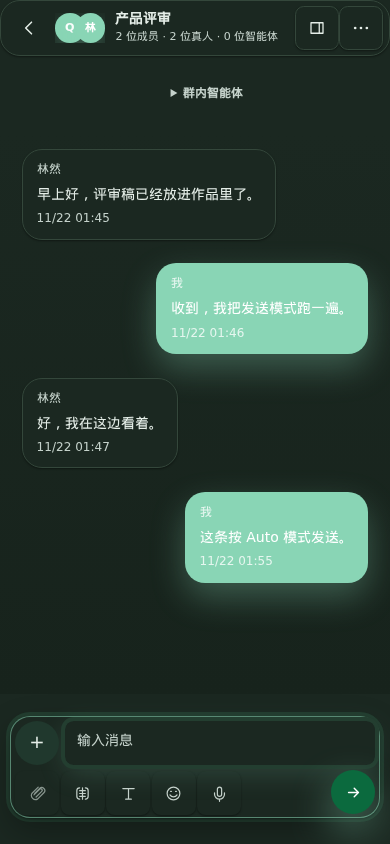 Q 林
产品评审
2 位成员 · 2 位真人 · 0 位智能体
▶ 群内智能体
林然
早上好，评审稿已经放进作品里了。
11/22 01:45
我
收到，我把发送模式跑一遍。
11/22 01:46
林然
好，我在这边看着。
11/22 01:47
我
这条按 Auto 模式发送。
11/22 01:55
输入消息